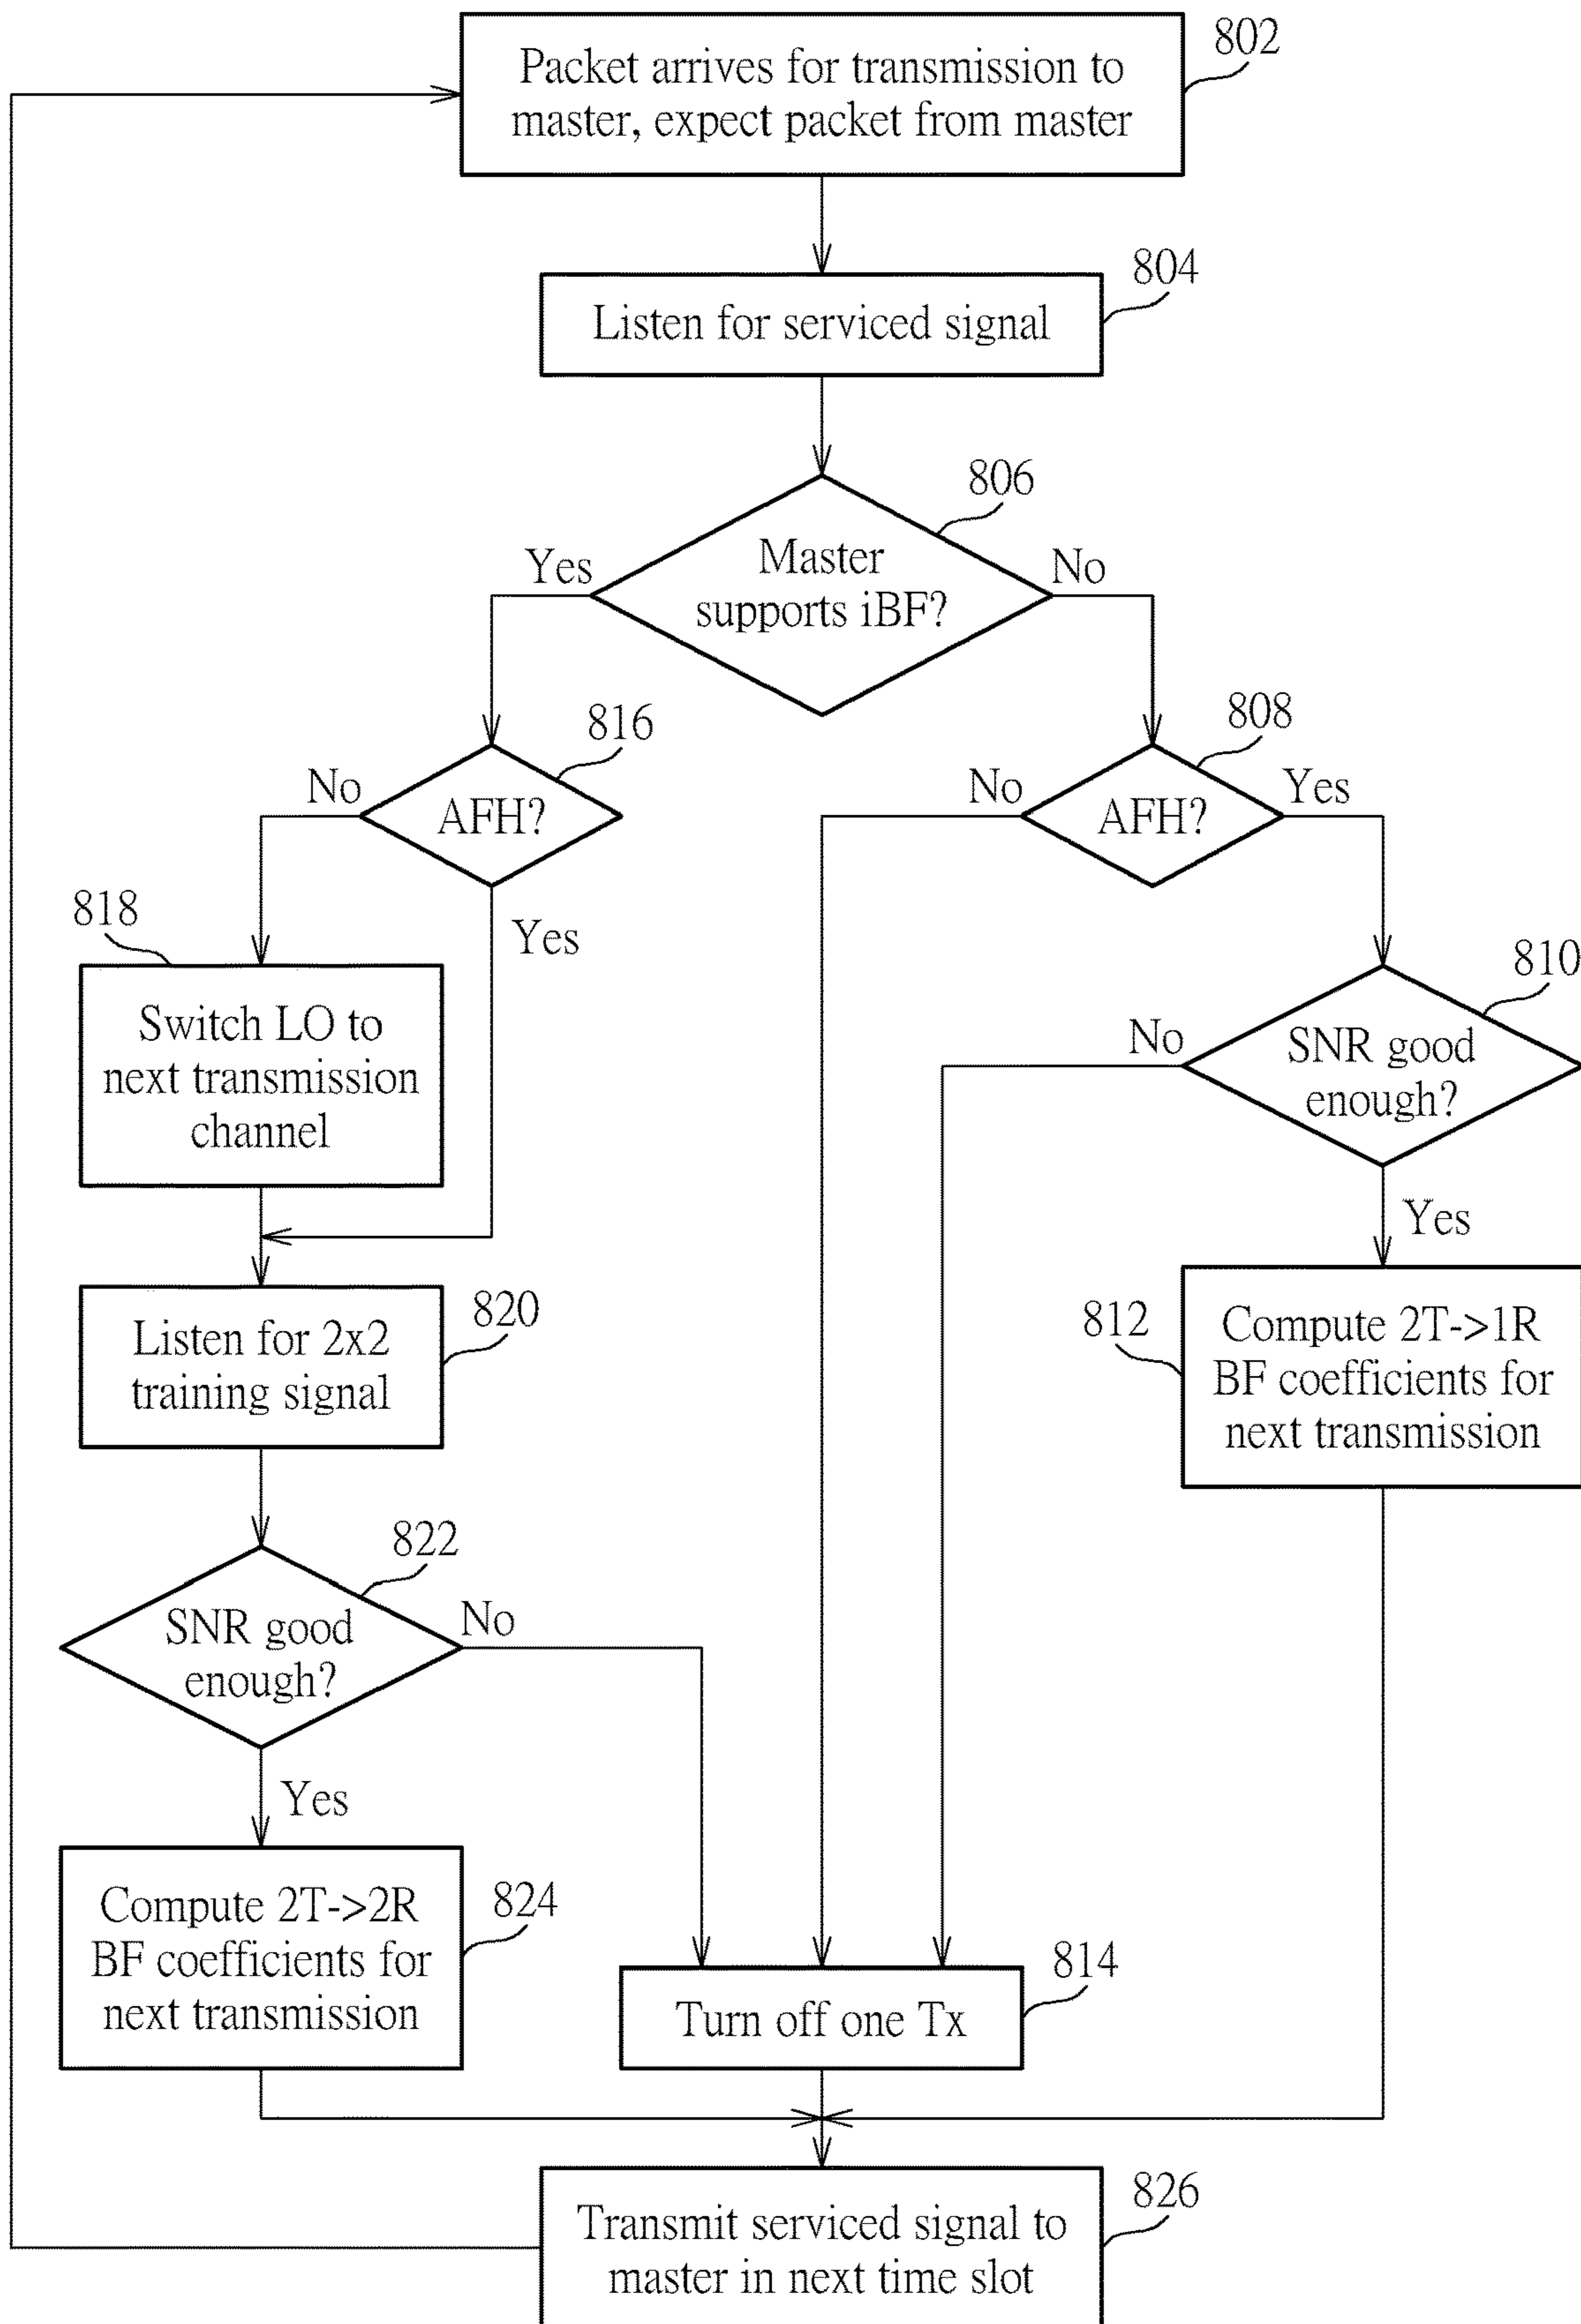 802
Packet arrives for transmission to
master, expect packet from master
804
Listen for serviced signal
806
Master
supports iBF?
Yes
No
816
AFH?
No
Yes
808
AFH?
No
Yes
818
Switch LO to
next transmission
channel
810
SNR good
enough?
No
Yes
820
Listen for 2x2
training signal
812
Compute 2T->1R
BF coefficients for
next transmission
822
SNR good
enough?
No
Yes
824
Compute 2T->2R
BF coefficients for
next transmission
814
Turn off one Tx
826
Transmit serviced signal to
master in next time slot